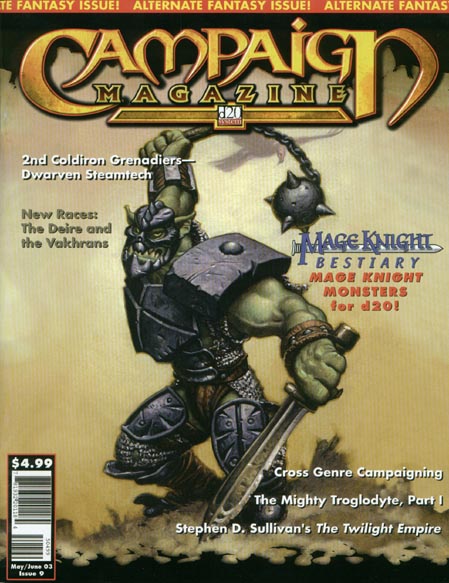 TE FANTASY ISSUE!  ALTERNATE FANTASY ISSUE!  ALTERNATE FANTAS
CAMPAIGN
MAGAZINE
d20
system
2nd Coldiron Grenadiers—
Dwarven Steamtech
New Races:
The Deire and
the Vakhrans
MAGE KNIGHT
BESTIARY
MAGE KNIGHT
MONSTERS
for d20!
$4.99
Cross Genre Campaigning
The Mighty Troglodyte, Part I
Stephen D. Sullivan's The Twilight Empire
May/June 03
Issue 9